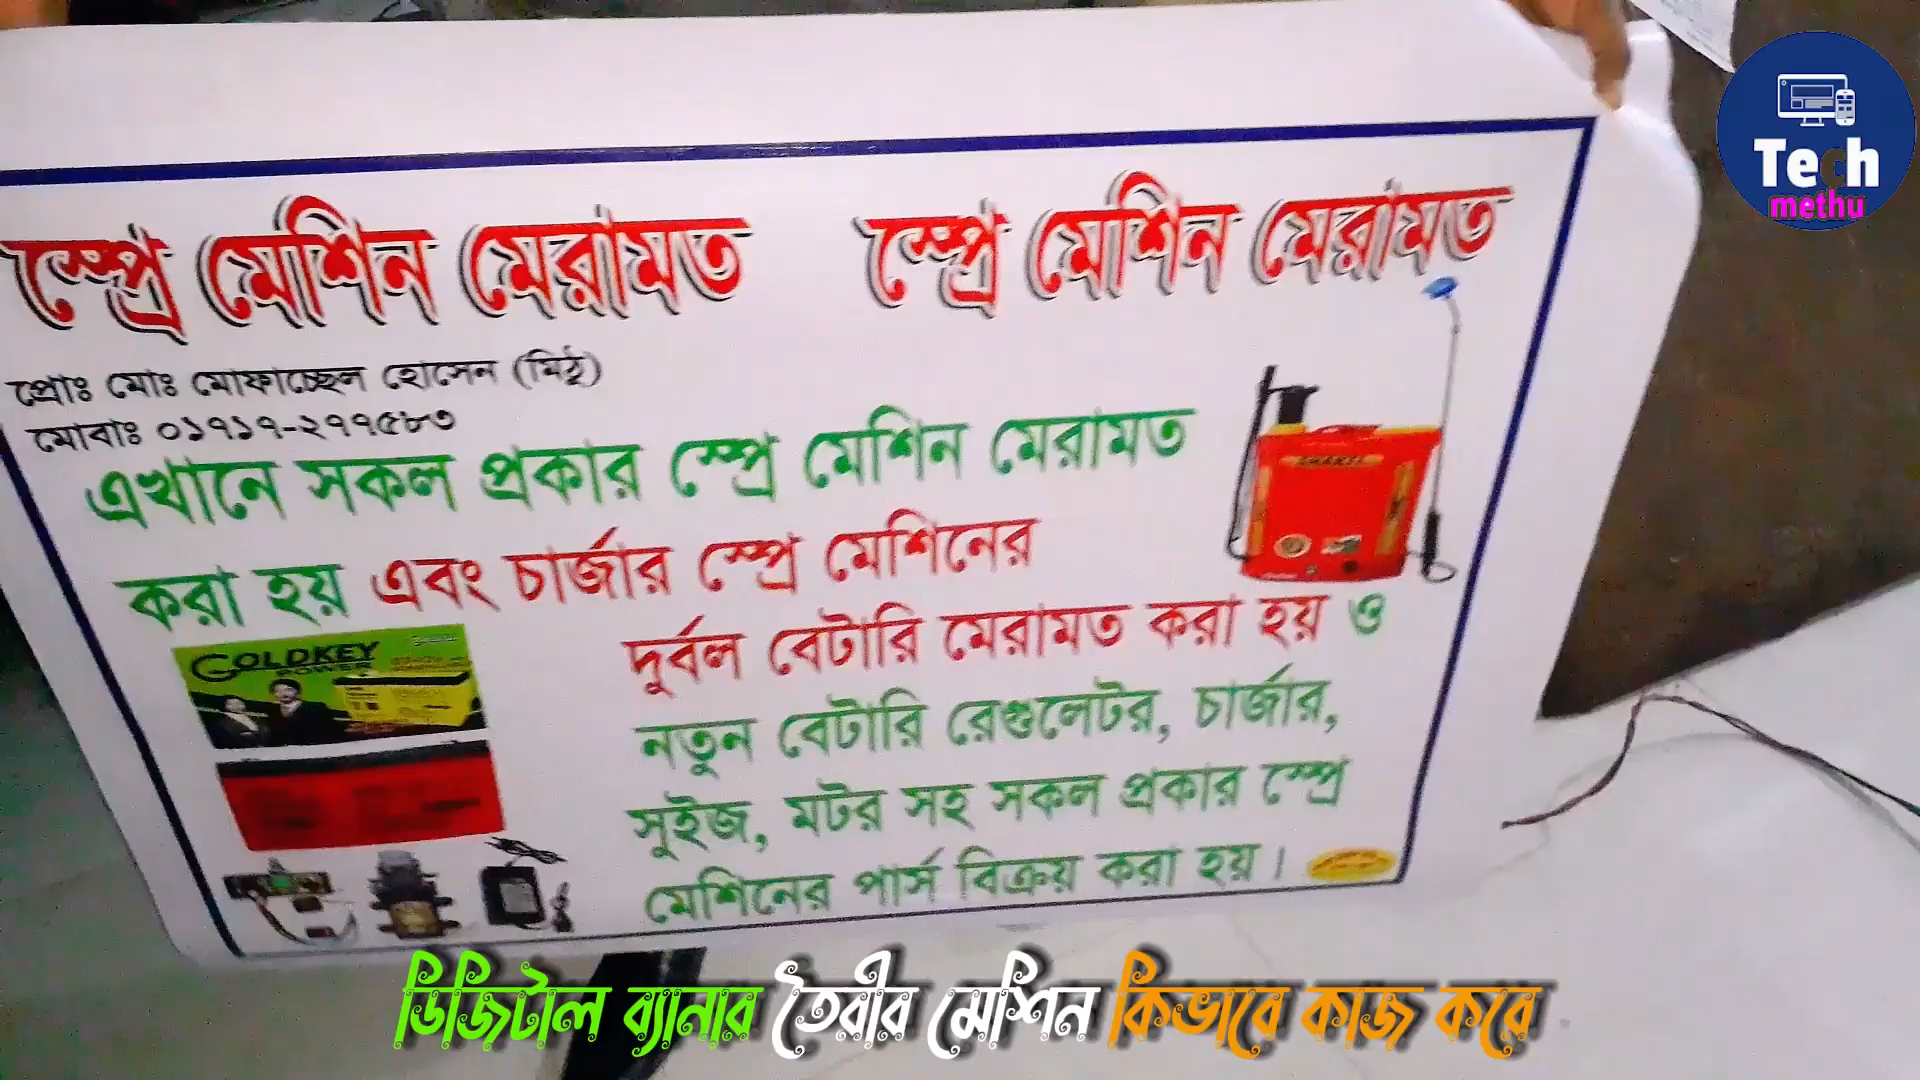 স্প্রে মেশিন মেরামত স্প্রে মেশিন মেরামত
প্রোঃ মোঃ মোফাচ্ছেল হোসেন (মিঠু)
মোবাঃ ০১৭১৭-২৭৭৫৮৩
এখানে সকল প্রকার স্প্রে মেশিন মেরামত
করা হয় এবং চার্জার স্প্রে মেশিনের
দুর্বল বেটারি মেরামত করা হয় ও
নতুন বেটারি রেগুলেটর, চার্জার,
সুইজ, মটর সহ সকল প্রকার স্প্রে
মেশিনের পার্স বিক্রয় করা হয়।
GOLDKEY
POWER
Tech
methu
ডিজিটাল ব্যানার তৈরীর মেশিন কিভাবে কাজ করে